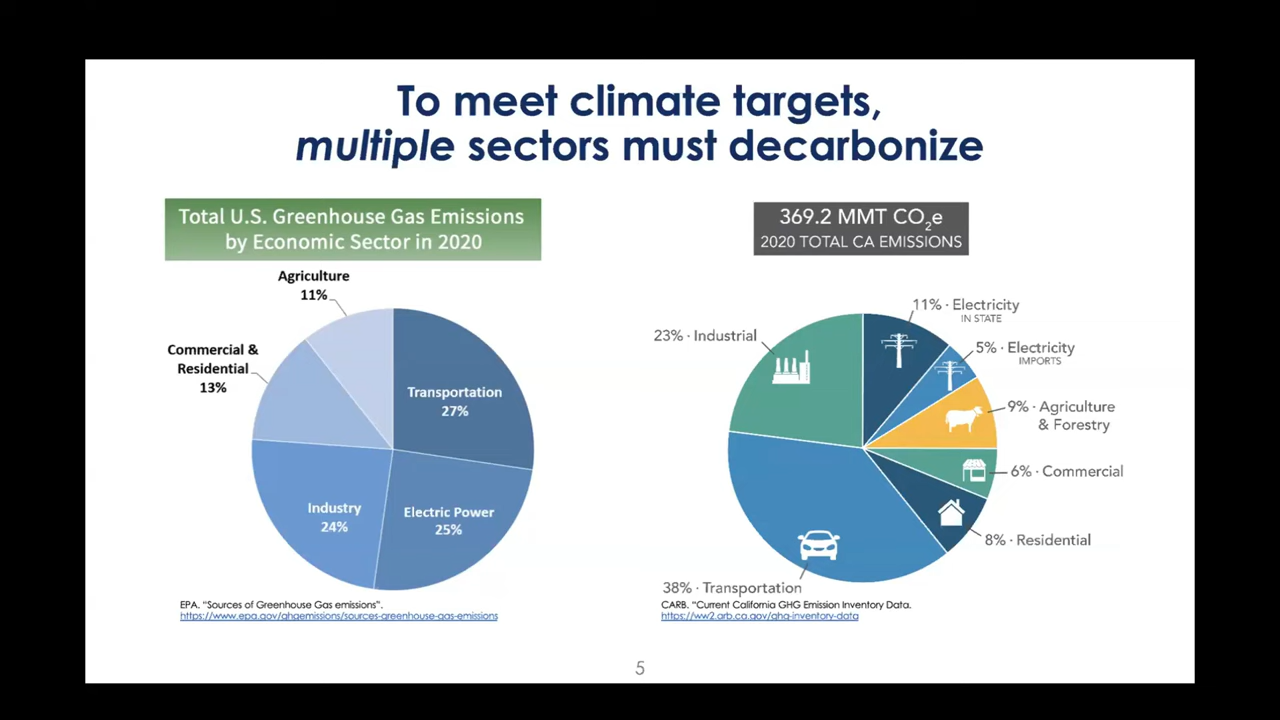 To meet climate targets,
multiple sectors must decarbonize
Total U.S. Greenhouse Gas Emissions
by Economic Sector in 2020
Agriculture
11%
Commercial &
Residential
13%
Transportation
27%
Industry
24%
Electric Power
25%
EPA. “Sources of Greenhouse Gas emissions”.
https://www.epa.gov/ghgemissions/sources-greenhouse-gas-emissions
369.2 MMT CO₂e
2020 TOTAL CA EMISSIONS
11% · Electricity
IN STATE
23% · Industrial
5% · Electricity
IMPORTS
9% · Agriculture
& Forestry
6% · Commercial
8% · Residential
38% · Transportation
CARB. “Current California GHG Emission Inventory Data.
https://ww2.arb.ca.gov/ghg-inventory-data
5